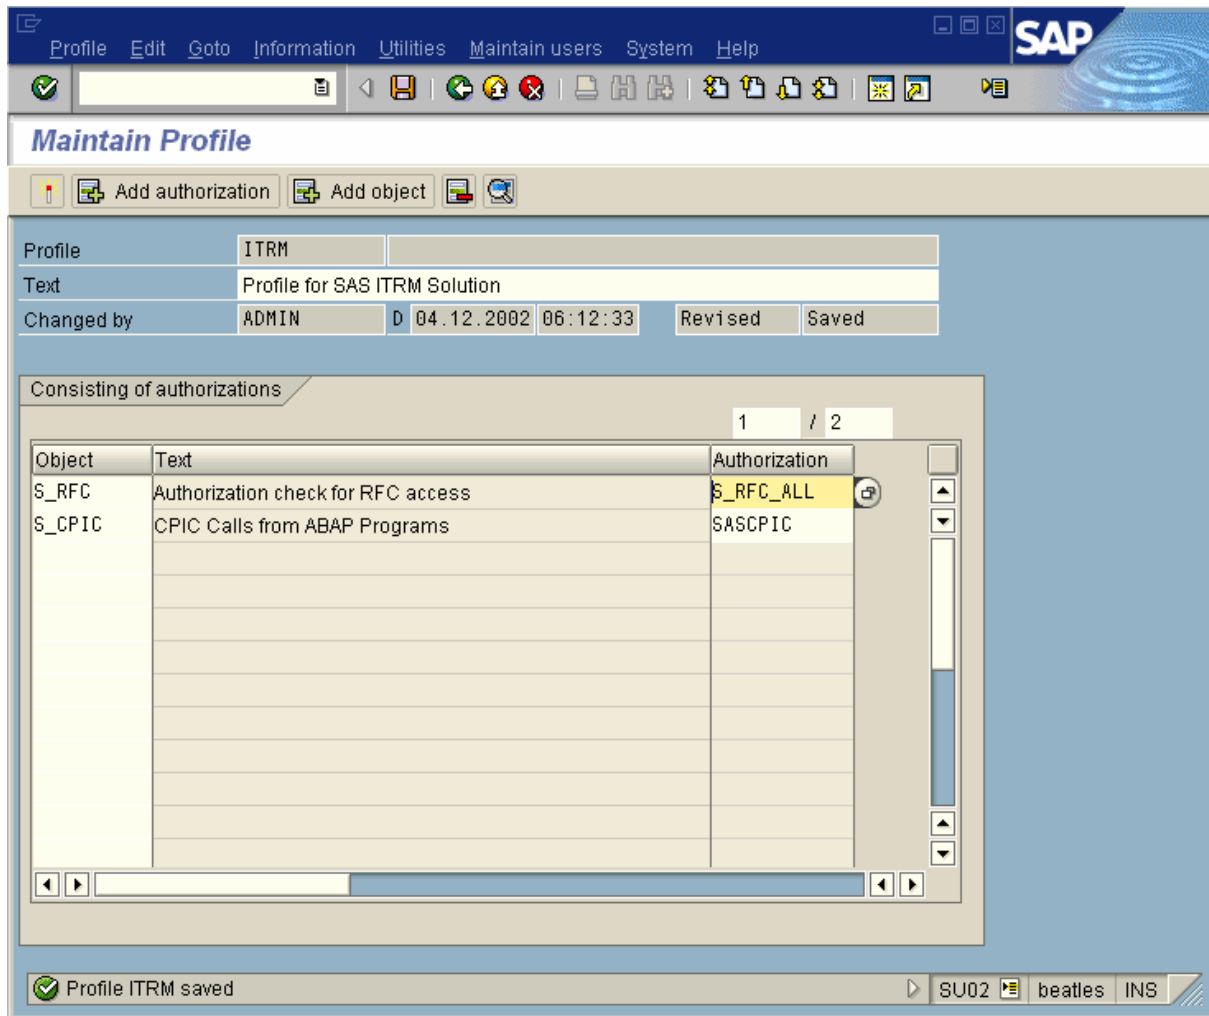 Profile Edit Goto Information Utilities Maintain users System Help
SAP
Maintain Profile
Add authorization Add object
Profile ITRM
Text Profile for SAS ITRM Solution
Changed by ADMIN D 04.12.2002 06:12:33 Revised Saved
Consisting of authorizations
1 / 2
Object Text Authorization
S_RFC Authorization check for RFC access S_RFC_ALL
S_CPIC CPIC Calls from ABAP Programs SASCPIC
Profile ITRM saved SU02 beatles INS